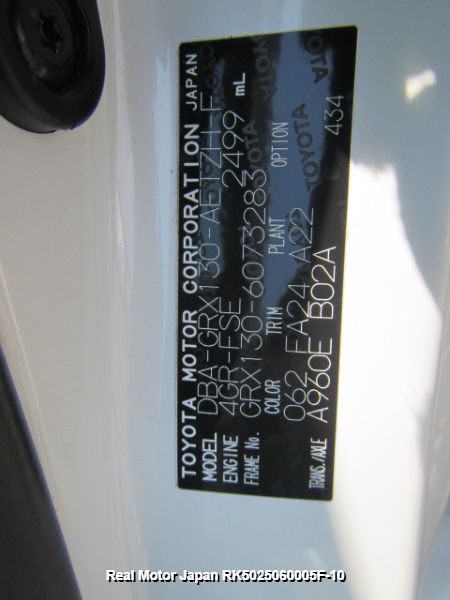 TOYOTA MOTOR CORPORATION JAPAN
MODEL DBA-GRX130-AETZH-F
ENGINE 4GR-FSE 2499 mL
FRAME No. GRX130-6073283
COLOR TRIM PLANT OPTION
062 FA24 A22 434
TRANS./AXLE A960E B02A
Real Motor Japan RK5025060005F-10